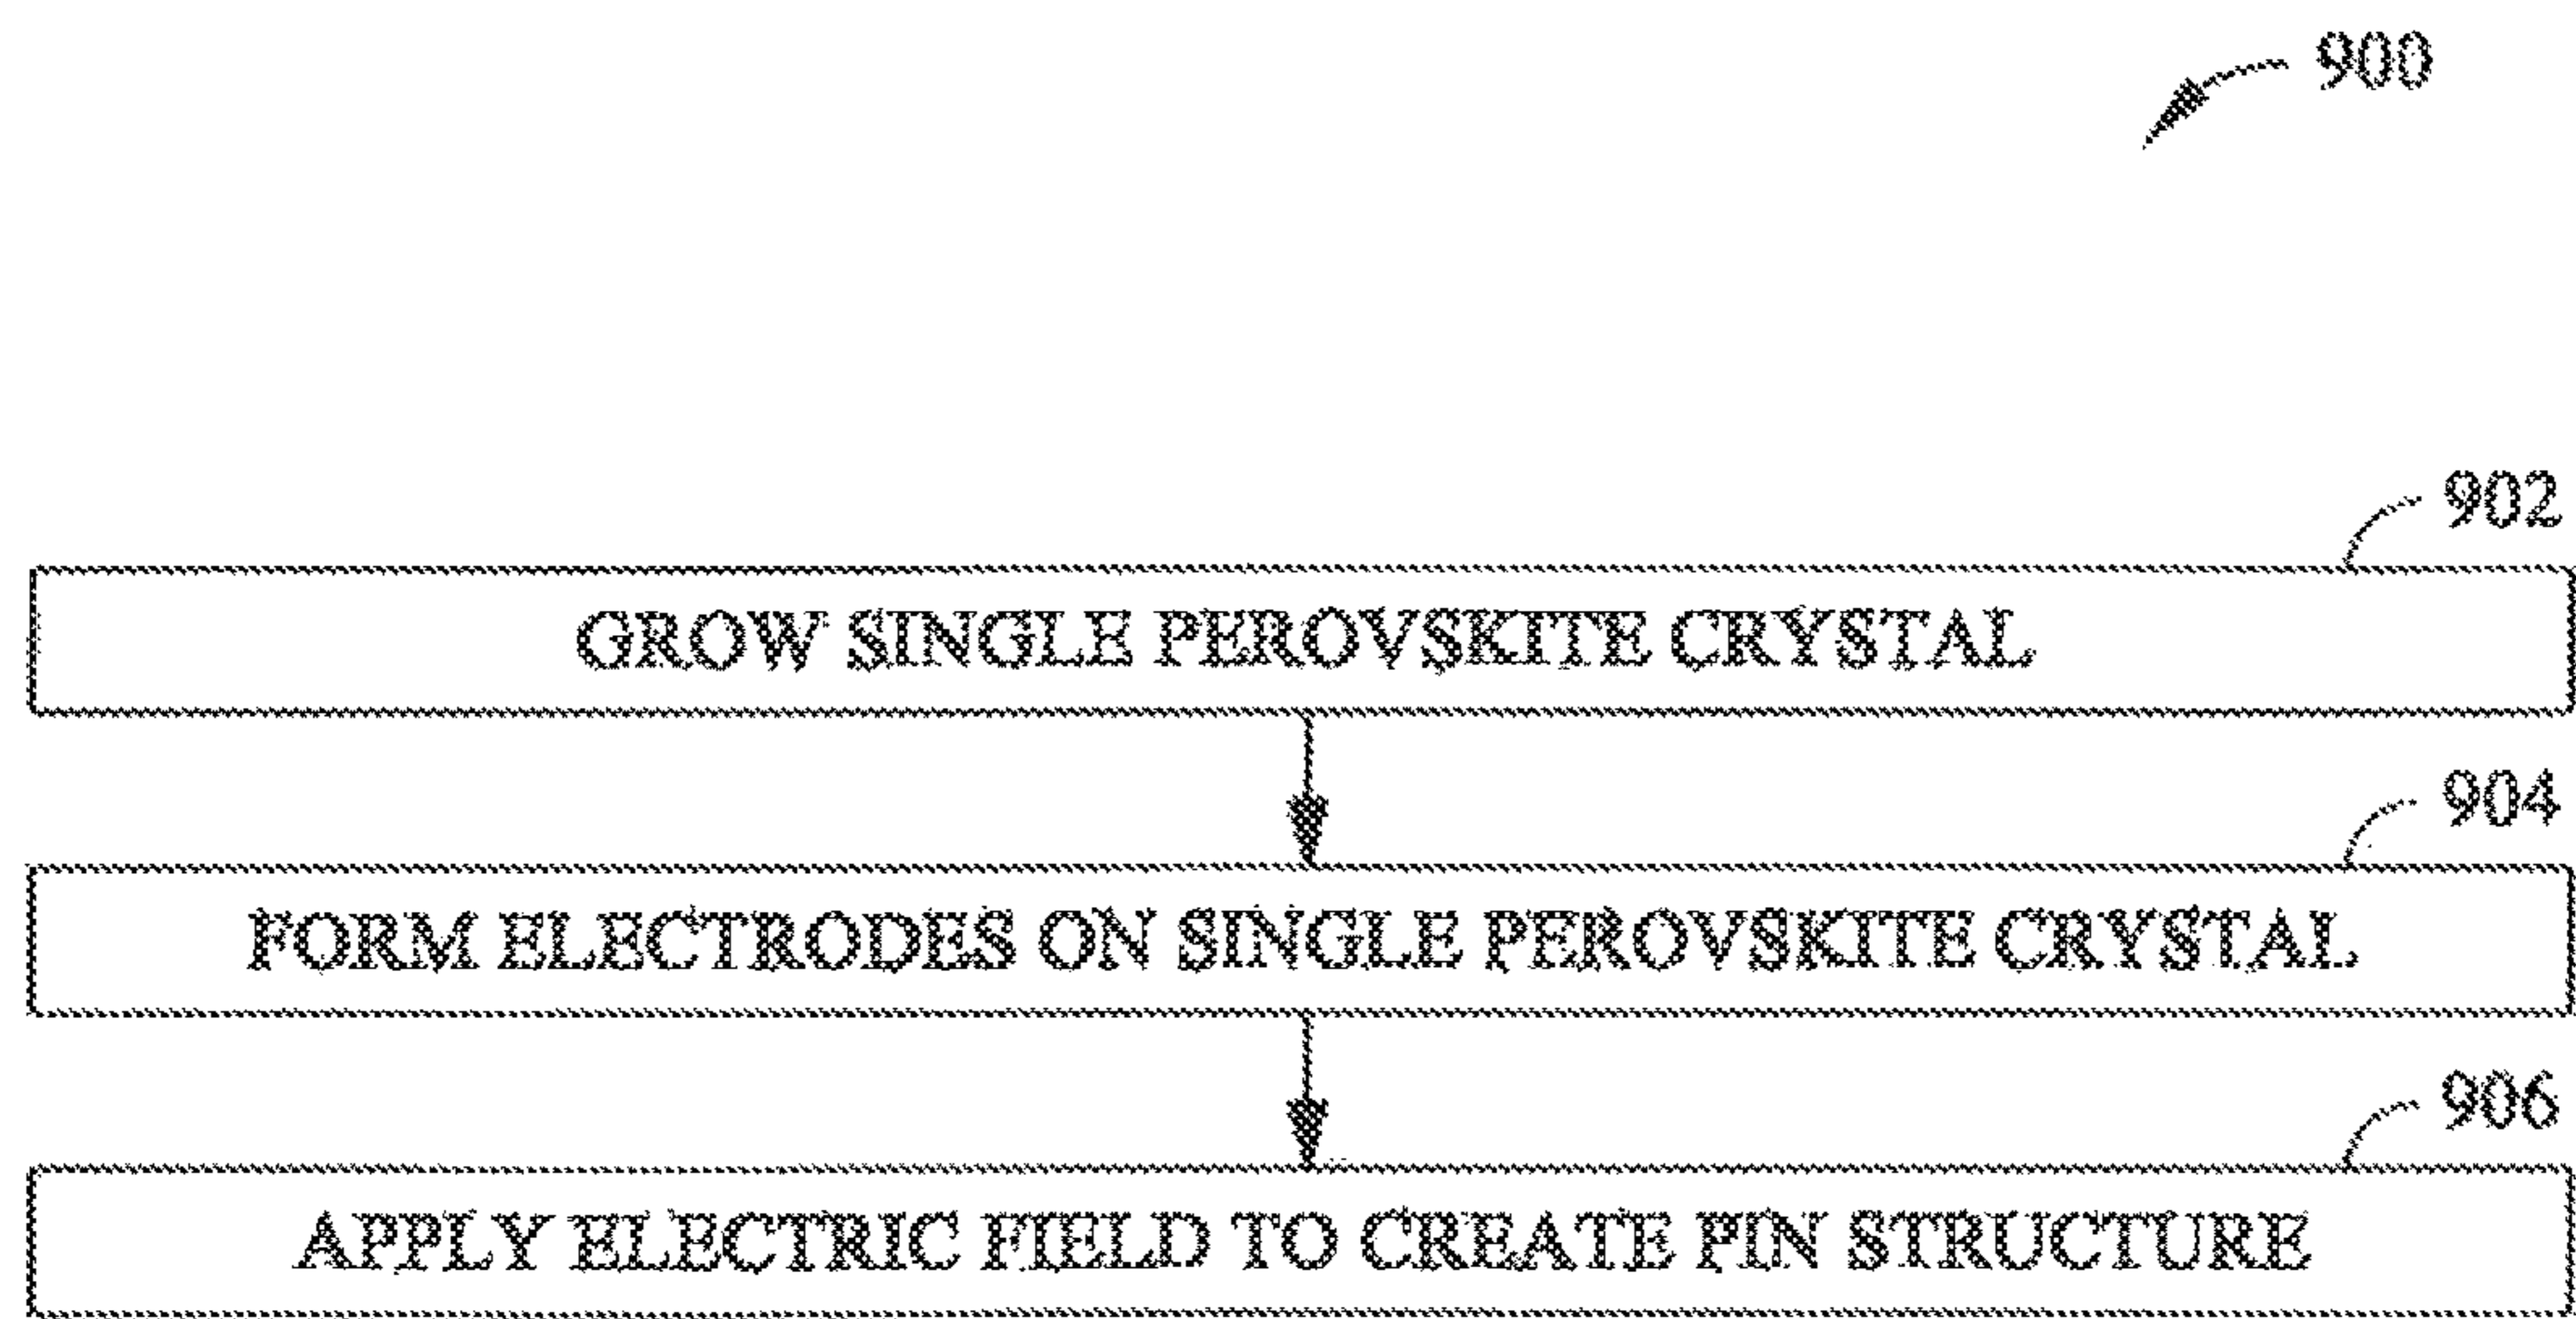 900
902
GROW SINGLE PEROVSKITE CRYSTAL
904
FORM ELECTRODES ON SINGLE PEROVSKITE CRYSTAL
906
APPLY ELECTRIC FIELD TO CREATE PIN STRUCTURE